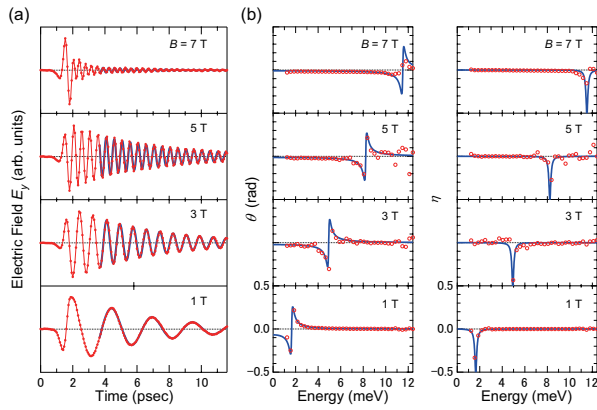 (a)
(b)
B = 7 T
5 T
3 T
1 T
Electric Field Ey (arb. units)
0 2 4 6 8 10
Time (psec)
B = 7 T
5 T
3 T
1 T
θ (rad)
0.5
0.0
−0.5
0 2 4 6 8 10 12
Energy (meV)
B = 7 T
5 T
3 T
1 T
η
0.5
0.0
−0.5
0 2 4 6 8 10 12
Energy (meV)